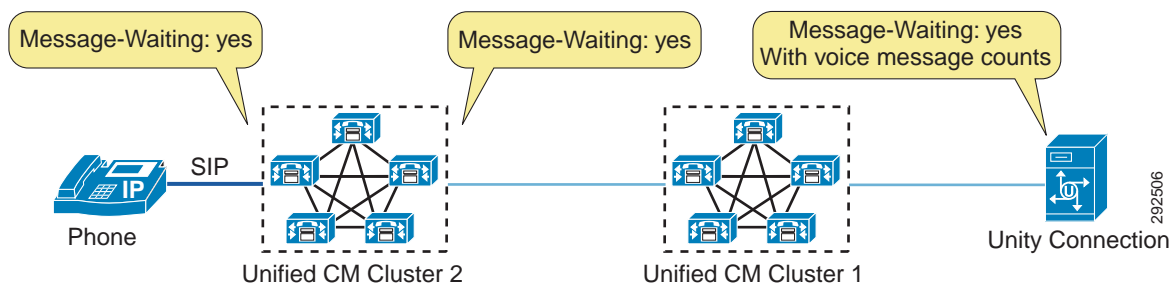 Message-Waiting: yes
Message-Waiting: yes
Message-Waiting: yes
With voice message counts
SIP
IP
U
Phone
Unified CM Cluster 2
Unified CM Cluster 1
Unity Connection
292506